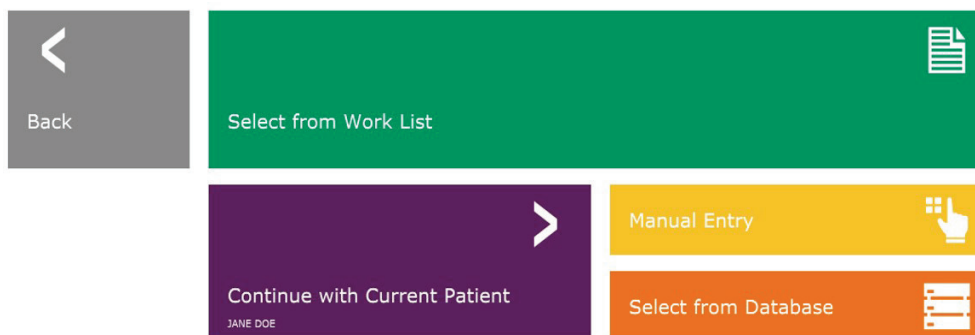 Back
Select from Work List
Manual Entry
Continue with Current Patient
JANE DOE
Select from Database